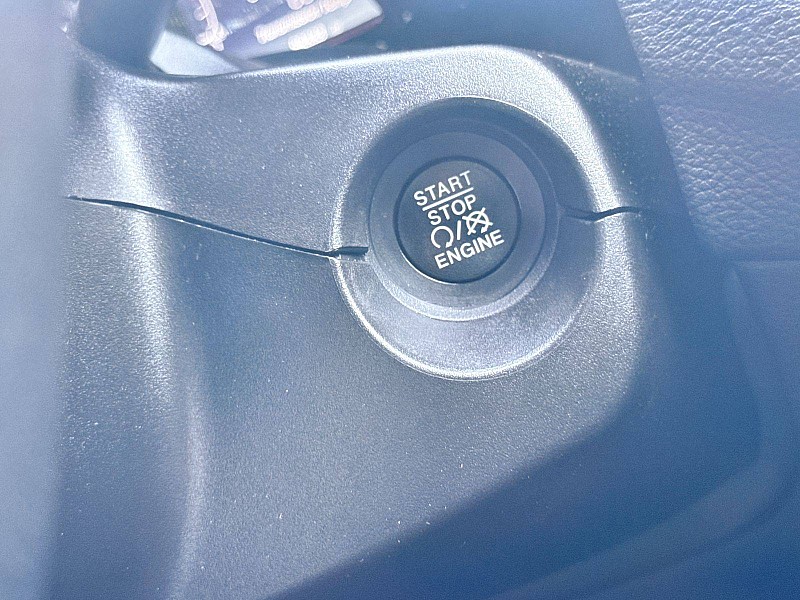 START
STOP
/
ENGINE